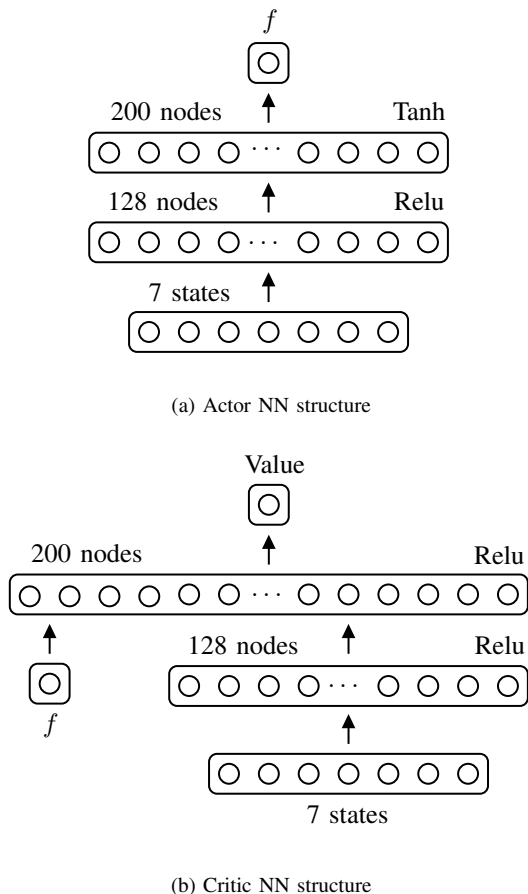 f
200 nodes Tanh
· · ·
128 nodes Relu
· · ·
7 states
(a) Actor NN structure
Value
200 nodes Relu
· · ·
128 nodes Relu
· · ·
f
7 states
(b) Critic NN structure